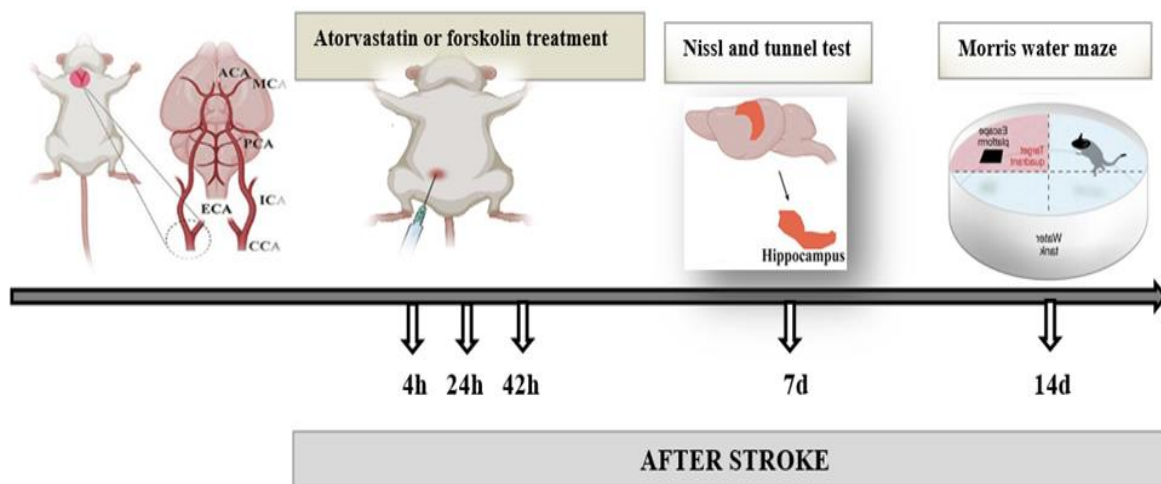 Atorvastatin or forskolin treatment
Nissl and tunnel test
Morris water maze
ACA
MCA
PCA
ICA
ECA
CCA
Hippocampus
Escape
platform
Target
quadrant
Water
tank
4h
24h
42h
7d
14d
AFTER STROKE